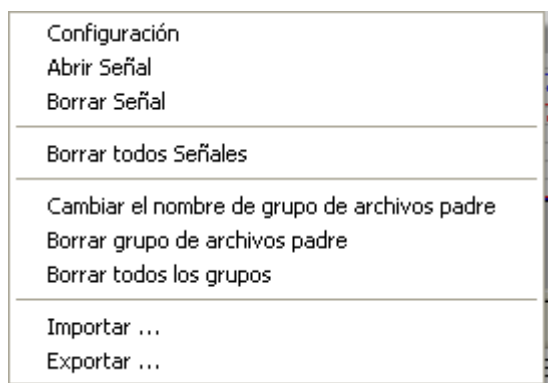 Configuración
Abrir Señal
Borrar Señal
Borrar todos Señales
Cambiar el nombre de grupo de archivos padre
Borrar grupo de archivos padre
Borrar todos los grupos
Importar ...
Exportar ...